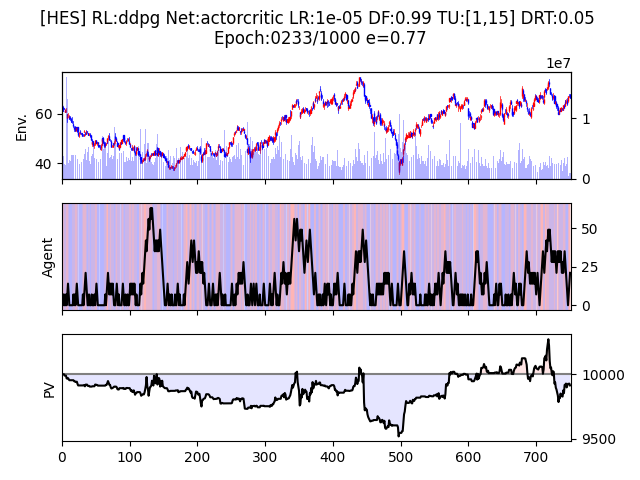 [HES] RL:ddpg Net:actorcritic LR:1e-05 DF:0.99 TU:[1,15] DRT:0.05
Epoch:0233/1000 e=0.77
1e7
Env.
60
40
1
0
Agent
50
25
0
PV
10000
9500
0 100 200 300 400 500 600 700